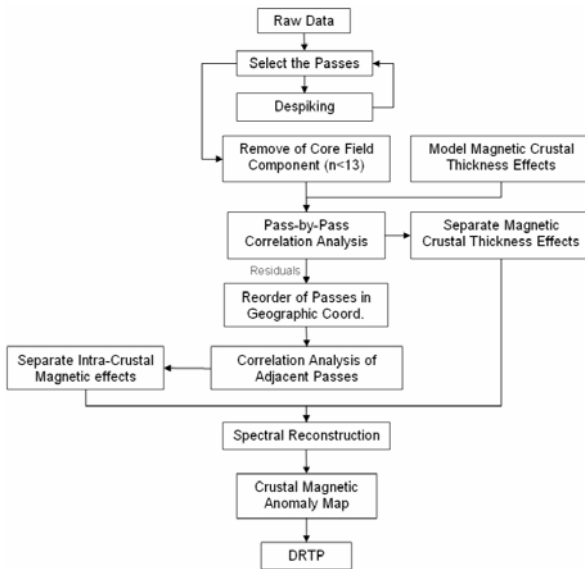 Raw Data
Select the Passes
Despiking
Remove of Core Field
Component (n<13)
Model Magnetic Crustal
Thickness Effects
Pass-by-Pass
Correlation Analysis
Separate Magnetic
Crustal Thickness Effects
Residuals
Reorder of Passes in
Geographic Coord.
Separate Intra-Crustal
Magnetic effects
Correlation Analysis of
Adjacent Passes
Spectral Reconstruction
Crustal Magnetic
Anomaly Map
DRTP